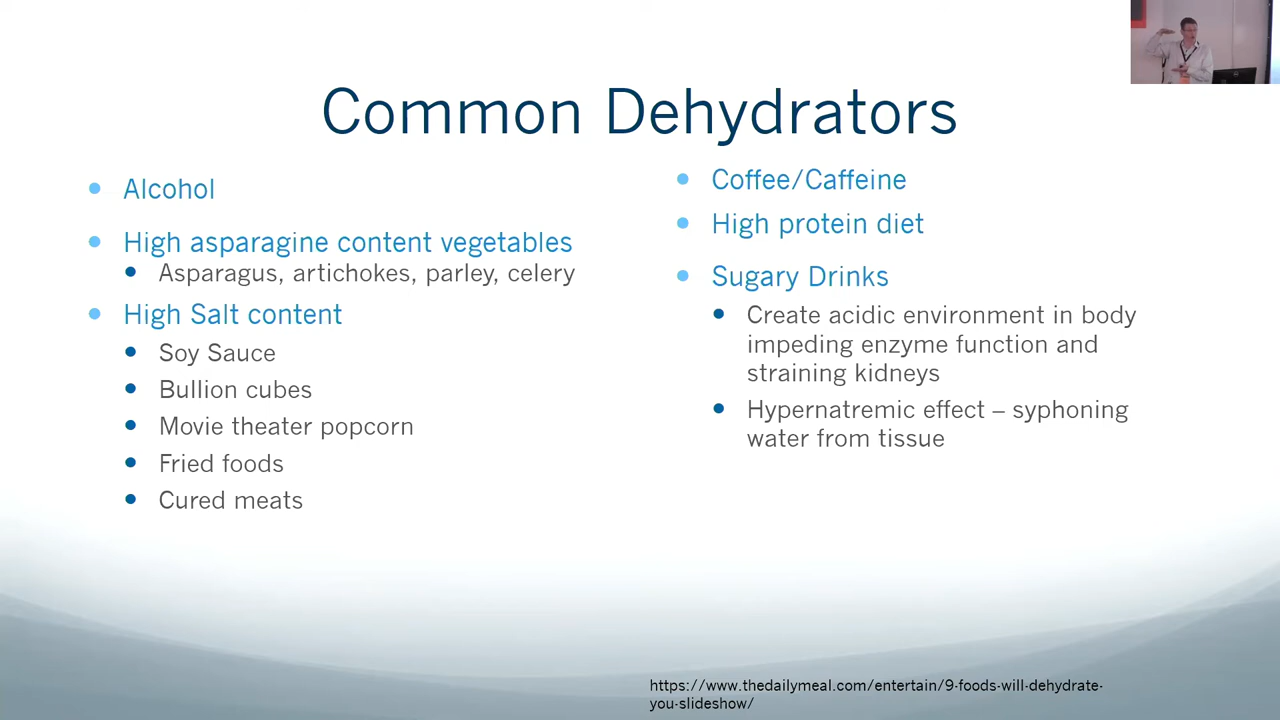 Common Dehydrators
Alcohol
High asparagine content vegetables
Asparagus, artichokes, parley, celery
High Salt content
Soy Sauce
Bullion cubes
Movie theater popcorn
Fried foods
Cured meats
Coffee/Caffeine
High protein diet
Sugary Drinks
Create acidic environment in body
impeding enzyme function and
straining kidneys
Hypernatremic effect – syphoning
water from tissue
https://www.thedailymeal.com/entertain/9-foods-will-dehydrate-
you-slideshow/